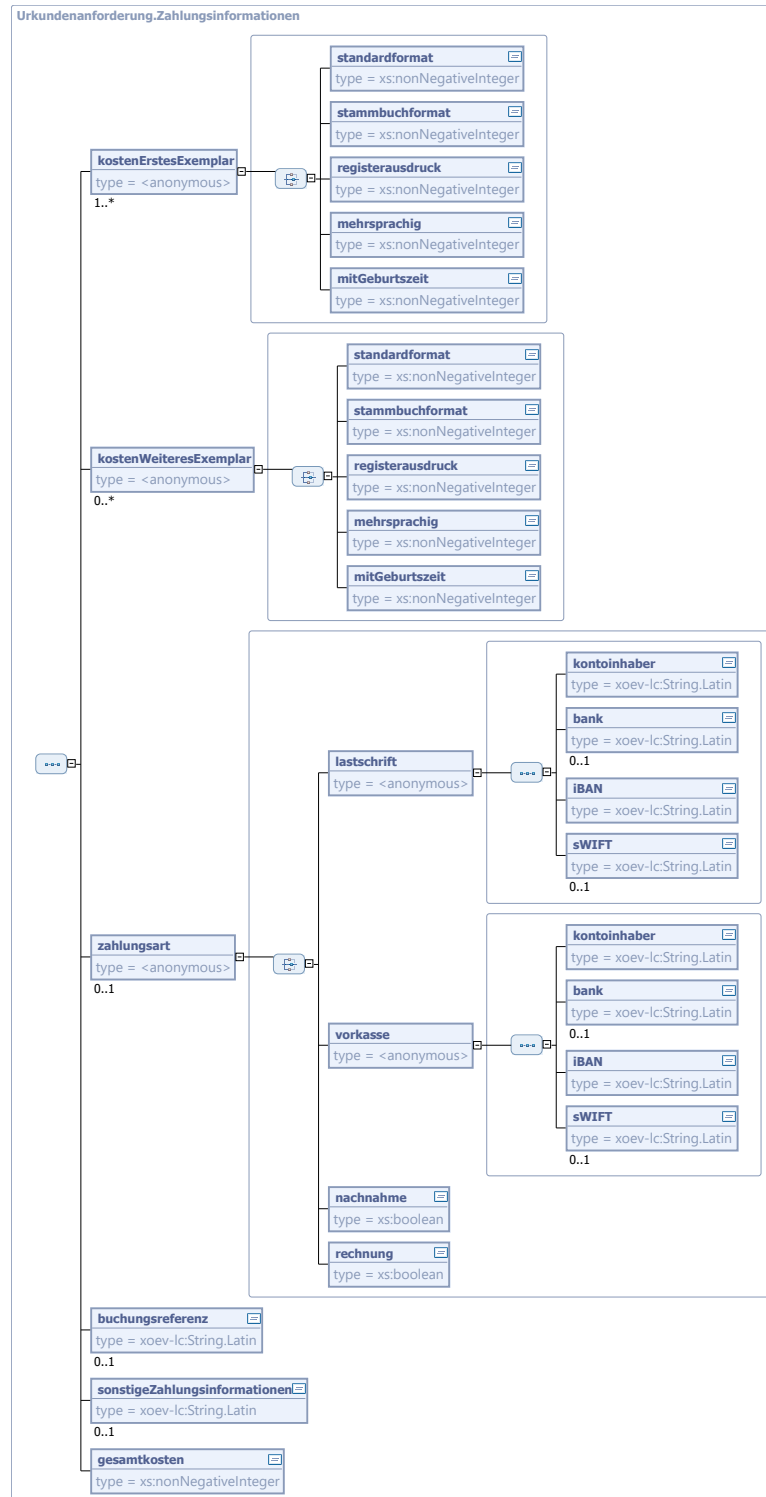 Urkundenanforderung.Zahlungsinformationen
kostenErstesExemplar
type = <anonymous>
1..*
standardformat
type = xs:nonNegativeInteger
stammbuchformat
type = xs:nonNegativeInteger
registerausdruck
type = xs:nonNegativeInteger
mehrsprachig
type = xs:nonNegativeInteger
mitGeburtszeit
type = xs:nonNegativeInteger
kostenWeiteresExemplar
type = <anonymous>
0..*
standardformat
type = xs:nonNegativeInteger
stammbuchformat
type = xs:nonNegativeInteger
registerausdruck
type = xs:nonNegativeInteger
mehrsprachig
type = xs:nonNegativeInteger
mitGeburtszeit
type = xs:nonNegativeInteger
zahlungsart
type = <anonymous>
0..1
lastschrift
type = <anonymous>
kontoinhaber
type = xoev-lc:String.Latin
bank
type = xoev-lc:String.Latin
0..1
iBAN
type = xoev-lc:String.Latin
sWIFT
type = xoev-lc:String.Latin
0..1
vorkasse
type = <anonymous>
kontoinhaber
type = xoev-lc:String.Latin
bank
type = xoev-lc:String.Latin
0..1
iBAN
type = xoev-lc:String.Latin
sWIFT
type = xoev-lc:String.Latin
0..1
nachnahme
type = xs:boolean
rechnung
type = xs:boolean
buchungsreferenz
type = xoev-lc:String.Latin
0..1
sonstigeZahlungsinformationen
type = xoev-lc:String.Latin
0..1
gesamtkosten
type = xs:nonNegativeInteger